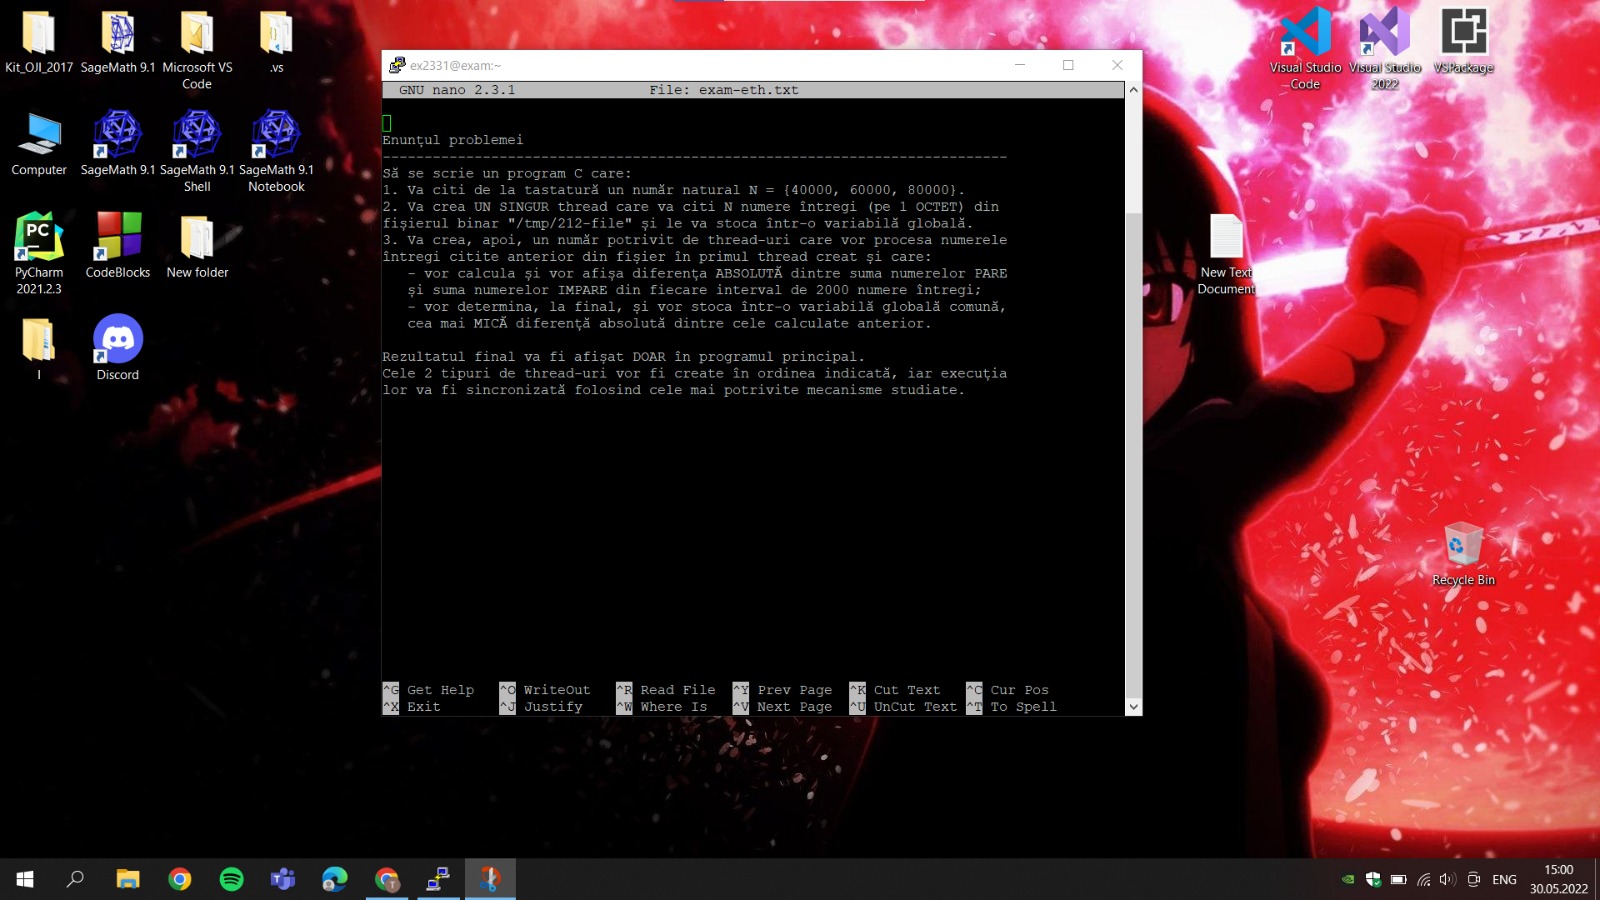 Kit_OJI_2017
SageMath 9.1
Microsoft VS Code
.vs
Computer
SageMath 9.1
SageMath 9.1 Shell
SageMath 9.1 Notebook
PC
PyCharm 2021.2.3
CodeBlocks
New folder
I
Discord
ex2331@exam:~
GNU nano 2.3.1 File: exam-eth.txt
Enunțul problemei
---------------------------------------------------------------------------
Să se scrie un program C care:
1. Va citi de la tastatură un număr natural N = {40000, 60000, 80000}.
2. Va crea UN SINGUR thread care va citi N numere întregi (pe 1 OCTET) din
fișierul binar "/tmp/212-file" și le va stoca într-o variabilă globală.
3. Va crea, apoi, un număr potrivit de thread-uri care vor procesa numerele
întregi citite anterior din fișier în primul thread creat și care:
- vor calcula și vor afișa diferența ABSOLUTĂ dintre suma numerelor PARE
și suma numerelor IMPARE din fiecare interval de 2000 numere întregi;
- vor determina, la final, și vor stoca într-o variabilă globală comună,
cea mai MICĂ diferență absolută dintre cele calculate anterior.
Rezultatul final va fi afișat DOAR în programul principal.
Cele 2 tipuri de thread-uri vor fi create în ordinea indicată, iar execuția
lor va fi sincronizată folosind cele mai potrivite mecanisme studiate.
^G Get Help ^O WriteOut ^R Read File ^Y Prev Page ^K Cut Text ^C Cur Pos
^X Exit ^J Justify ^W Where Is ^V Next Page ^U UnCut Text ^T To Spell
Visual Studio Code
Visual Studio 2022
VSPackage
New Text Document
Recycle Bin
T
ENG
15:00
30.05.2022